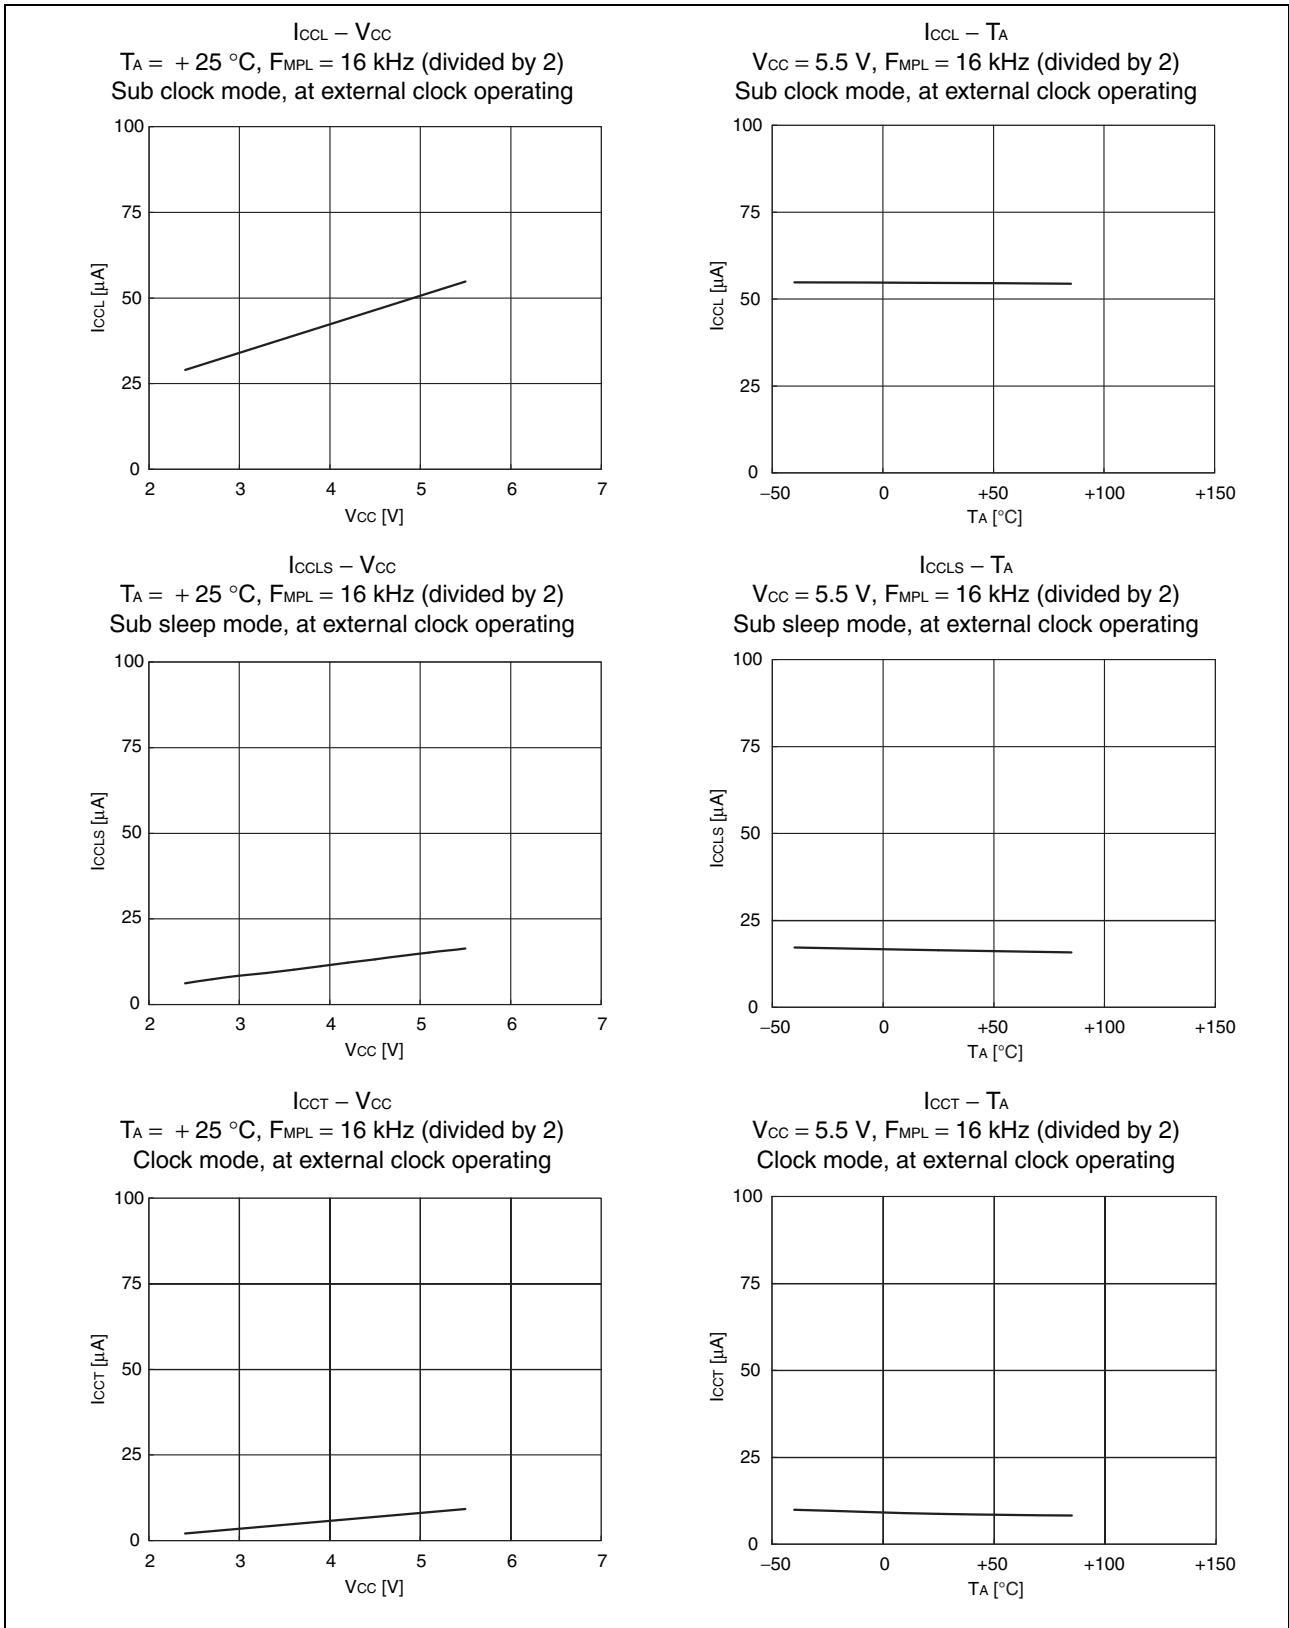 ICCL – VCC
TA = + 25 °C, FMPL = 16 kHz (divided by 2)
Sub clock mode, at external clock operating
100
75
50
25
0
ICCL [µA]
2 3 4 5 6 7
VCC [V]
ICCL – TA
VCC = 5.5 V, FMPL = 16 kHz (divided by 2)
Sub clock mode, at external clock operating
100
75
50
25
0
ICCL [µA]
−50 0 +50 +100 +150
TA [°C]
ICCLS – VCC
TA = + 25 °C, FMPL = 16 kHz (divided by 2)
Sub sleep mode, at external clock operating
100
75
50
25
0
ICCLS [µA]
2 3 4 5 6 7
VCC [V]
ICCLS – TA
VCC = 5.5 V, FMPL = 16 kHz (divided by 2)
Sub sleep mode, at external clock operating
100
75
50
25
0
ICCLS [µA]
−50 0 +50 +100 +150
TA [°C]
ICCT – VCC
TA = + 25 °C, FMPL = 16 kHz (divided by 2)
Clock mode, at external clock operating
100
75
50
25
0
ICCT [µA]
2 3 4 5 6 7
VCC [V]
ICCT – TA
VCC = 5.5 V, FMPL = 16 kHz (divided by 2)
Clock mode, at external clock operating
100
75
50
25
0
ICCT [µA]
−50 0 +50 +100 +150
TA [°C]